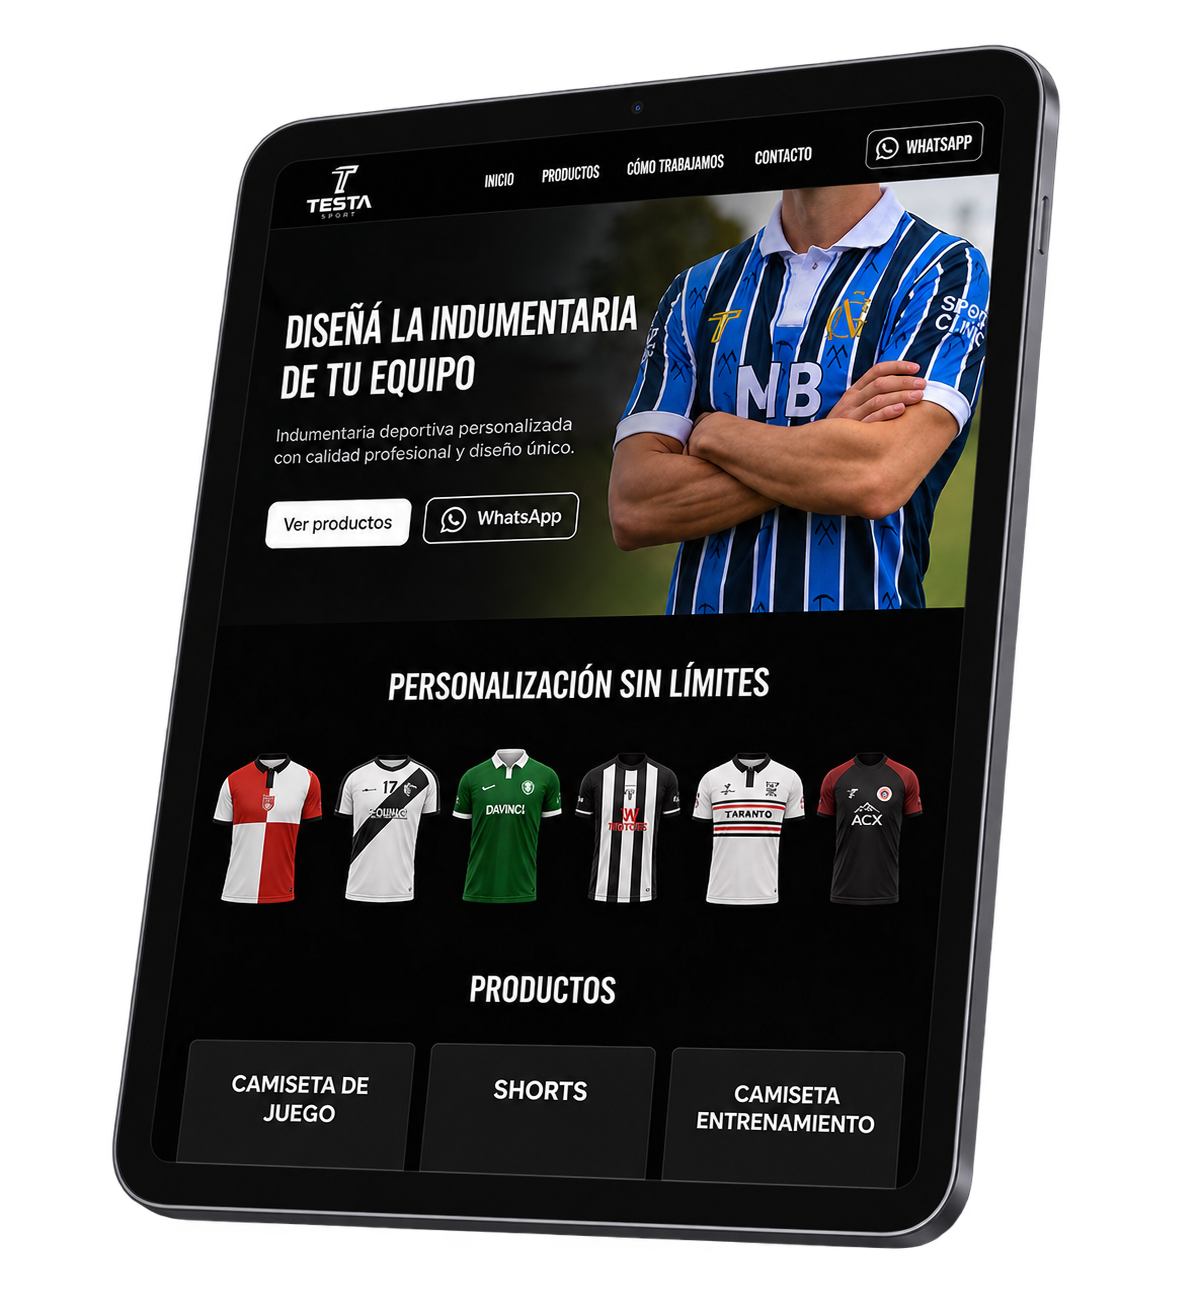 TESTA
SPORT
INICIO
PRODUCTOS
CÓMO TRABAJAMOS
CONTACTO
WHATSAPP
DISEÑÁ LA INDUMENTARIA
DE TU EQUIPO
Indumentaria deportiva personalizada
con calidad profesional y diseño único.
Ver productos
WhatsApp
NB
PERSONALIZACIÓN SIN LÍMITES
17
DAVINCI
TARANTO
ACX
PRODUCTOS
CAMISETA DE
JUEGO
SHORTS
CAMISETA
ENTRENAMIENTO